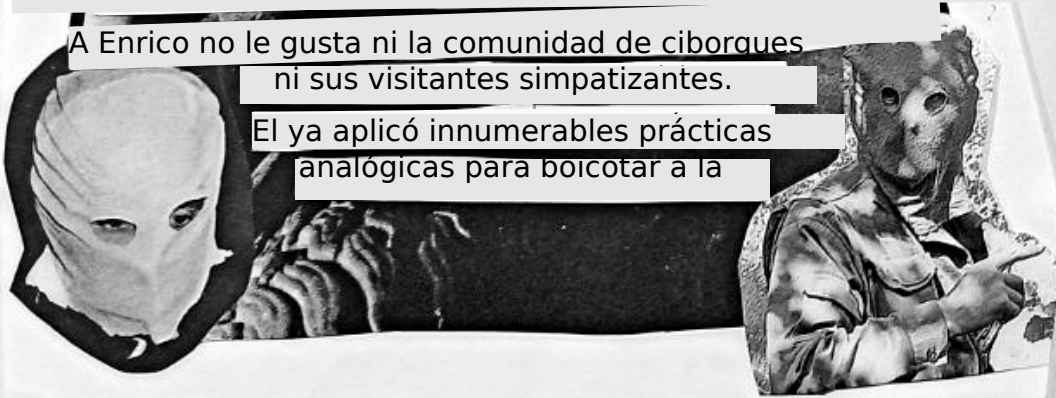 A Enrico no le gusta ni la comunidad de ciborgues
ni sus visitantes simpatizantes.
El ya aplicó innumerables prácticas
analógicas para boicotar a la